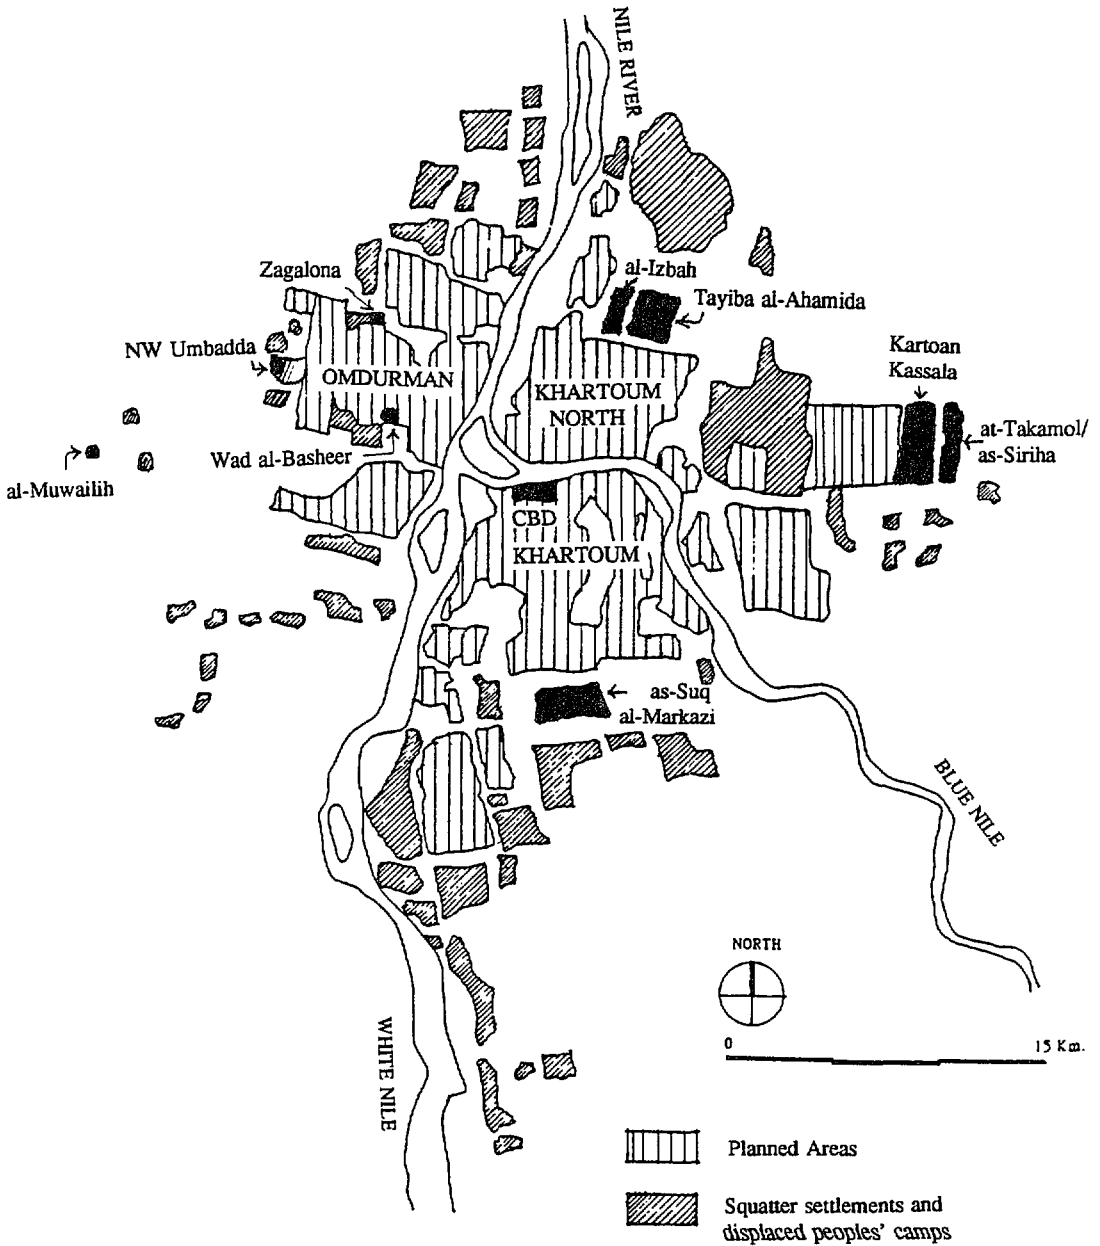 NILE RIVER
al-Izbah
Zagalona
Tayiba al-Ahamida
NW Umbadda
Kartoan
Kassala
OMDURMAN
KHARTOUM
NORTH
at-Takamol/
as-Siriha
Wad al-Basheer
al-Muwailih
CBD
KHARTOUM
as-Suq
al-Markazi
BLUE NILE
NORTH
0 15 Km.
WHITE NILE
Planned Areas
Squatter settlements and
displaced peoples' camps